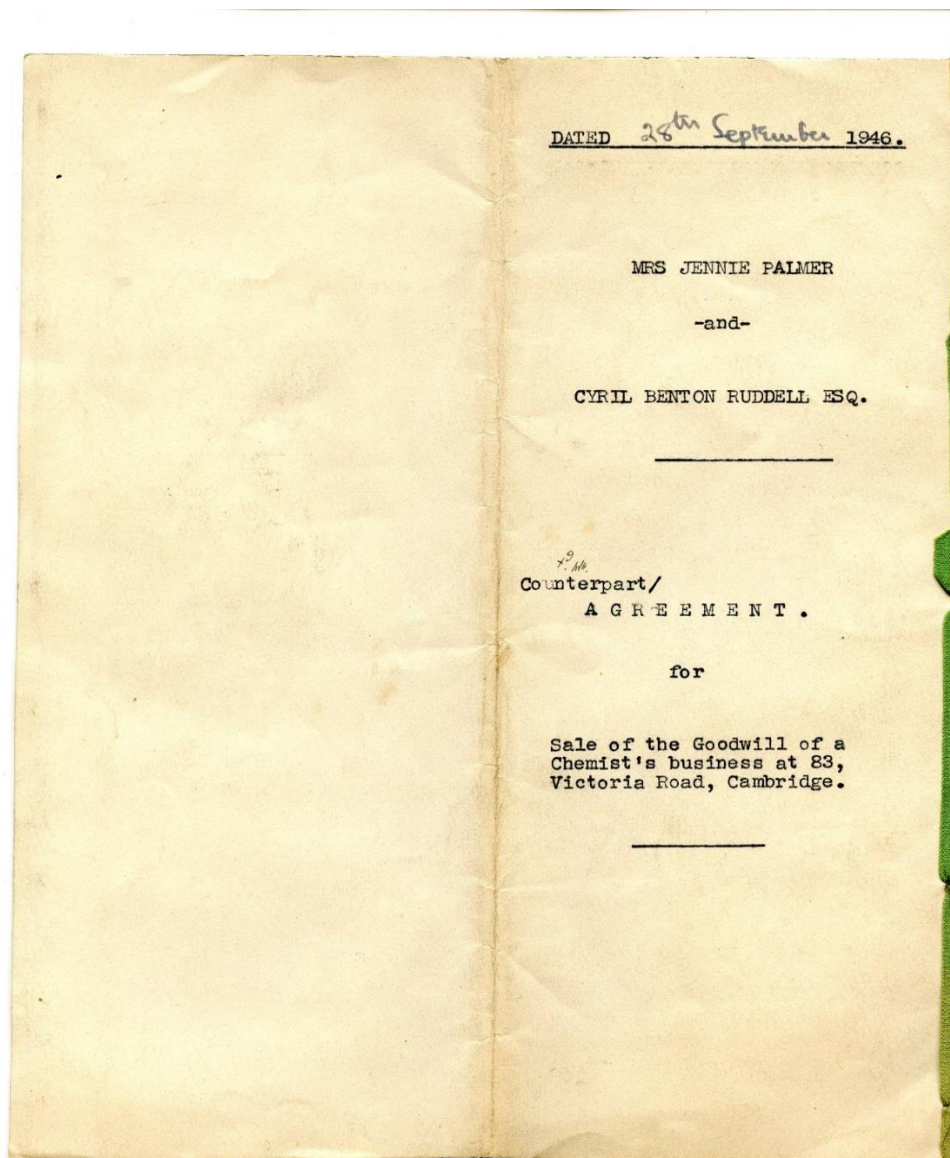 DATED 28th September 1946.
MRS JENNIE PALMER
-and-
CYRIL BENTON RUDDELL ESQ.
Counterpart/
A G R E E M E N T .
for
Sale of the Goodwill of a
Chemist's business at 83,
Victoria Road, Cambridge.